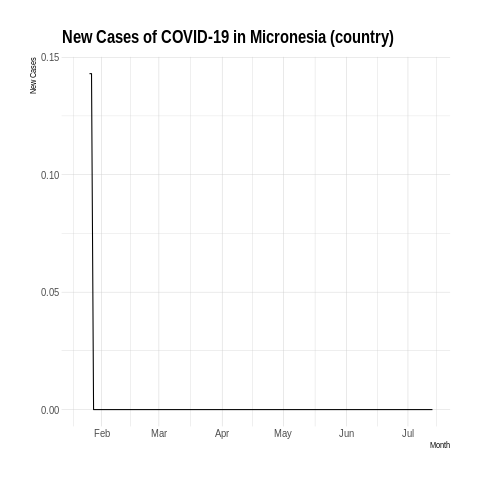 New Cases of COVID-19 in Micronesia (country)
New Cases
0.15
0.10
0.05
0.00
Feb Mar Apr May Jun Jul
Month